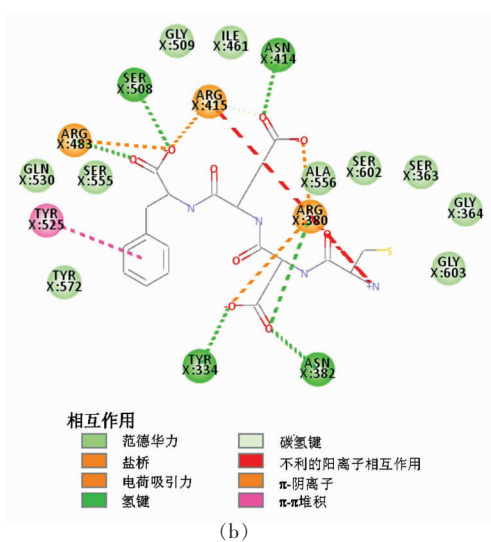 GLY
X:509
ILE
X:461
ASN
X:414
SER
X:508
ARG
X:415
ARG
X:483
GLN
X:530
SER
X:555
ALA
X:556
SER
X:602
SER
X:363
GLY
X:364
TYR
X:525
ARG
X:380
GLY
X:603
TYR
X:572
TYR
X:334
ASN
X:382
O
O
O
O
O
O
O
O
O
O
N
N
N
N
S
相互作用
范德华力
盐桥
电荷吸引力
氢键
碳氢键
不利的阳离子相互作用
π-阴离子
π-π堆积
(b)